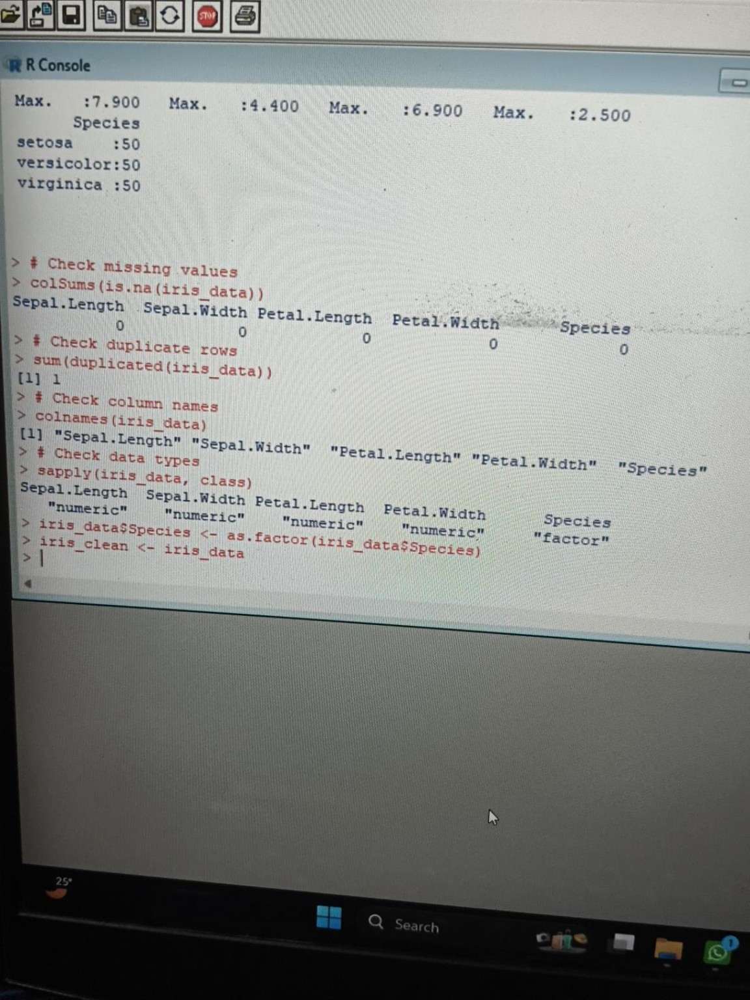 STOP
R Console
Max.   :7.900   Max.   :4.400   Max.   :6.900   Max.   :2.500
Species
setosa    :50
versicolor:50
virginica :50
> # Check missing values
> colSums(is.na(iris_data))
Sepal.Length  Sepal.Width Petal.Length  Petal.Width      Species
0            0            0            0            0
> # Check duplicate rows
> sum(duplicated(iris_data))
[1] 1
> # Check column names
> colnames(iris_data)
[1] "Sepal.Length" "Sepal.Width"  "Petal.Length" "Petal.Width"  "Species"
> # Check data types
> sapply(iris_data, class)
Sepal.Length  Sepal.Width Petal.Length  Petal.Width      Species
"numeric"    "numeric"    "numeric"    "numeric"     "factor"
> iris_data$Species <- as.factor(iris_data$Species)
> iris_clean <- iris_data
>
25°
Search
1